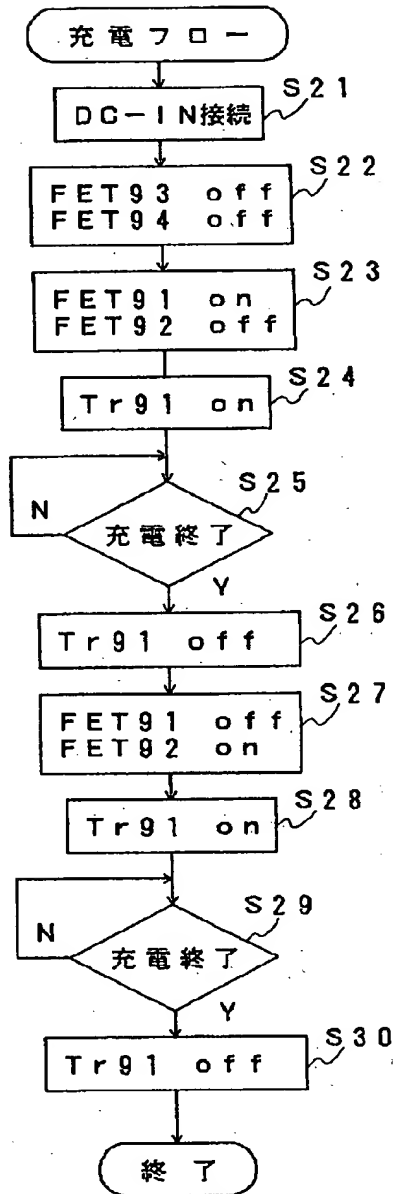 充電フロー
S21
DC-IN接続
S22
FET93 off
FET94 off
S23
FET91 on
FET92 off
S24
Tr91 on
S25
N
充電終了
Y
S26
Tr91 off
S27
FET91 off
FET92 on
S28
Tr91 on
S29
N
充電終了
Y
S30
Tr91 off
終了